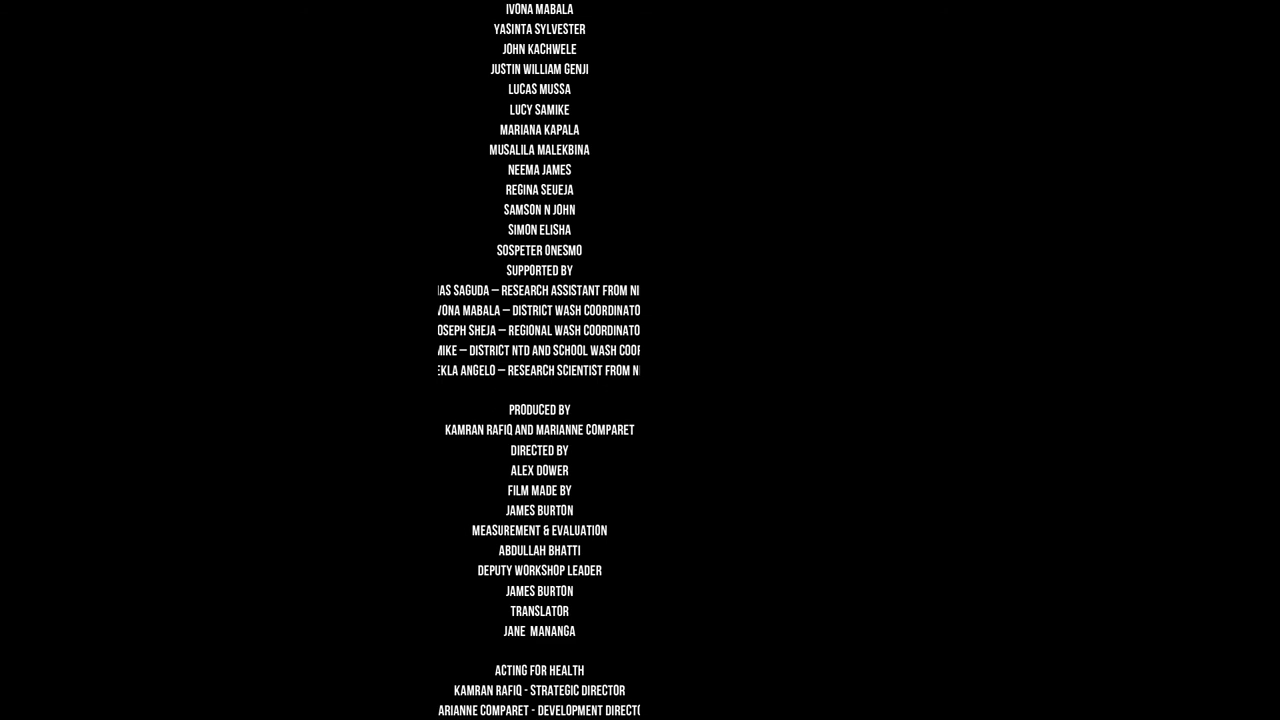 IVONA MABALA
YASINTA SYLVESTER
JOHN KACHWELE
JUSTIN WILLIAM GENJI
LUCAS MUSSA
LUCY SAMIKE
MARIANA KAPALA
MUSALILA MALEKBINA
NEEMA JAMES
REGINA SEUEJA
SAMSON N JOHN
SIMON ELISHA
SOSPETER ONESMO
SUPPORTED BY
SAGUDA – RESEARCH ASSISTANT FROM
MABALA – DISTRICT WASH
SHEJA – REGIONAL WASH
– DISTRICT NTD AND SCHOOL WASH
ANGELO – RESEARCH SCIENTIST FROM
PRODUCED BY
KAMRAN RAFIQ AND MARIANNE COMPARET
DIRECTED BY
ALEX DOWER
FILM MADE BY
JAMES BURTON
MEASUREMENT & EVALUATION
ABDULLAH BHATTI
DEPUTY WORKSHOP LEADER
JAMES BURTON
TRANSLATOR
JANE MANANGA
ACTING FOR HEALTH
KAMRAN RAFIQ - STRATEGIC DIRECTOR
COMPARET - DEVELOPMENT